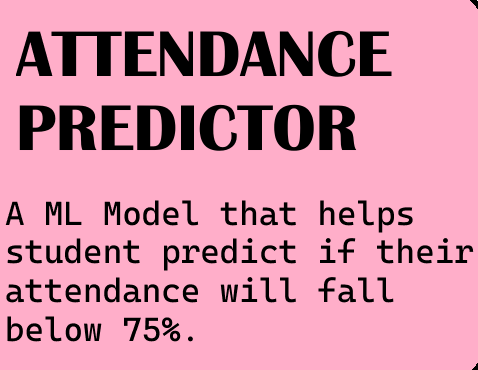 ATTENDANCE
PREDICTOR
A ML Model that helps
student predict if their
attendance will fall
below 75%.